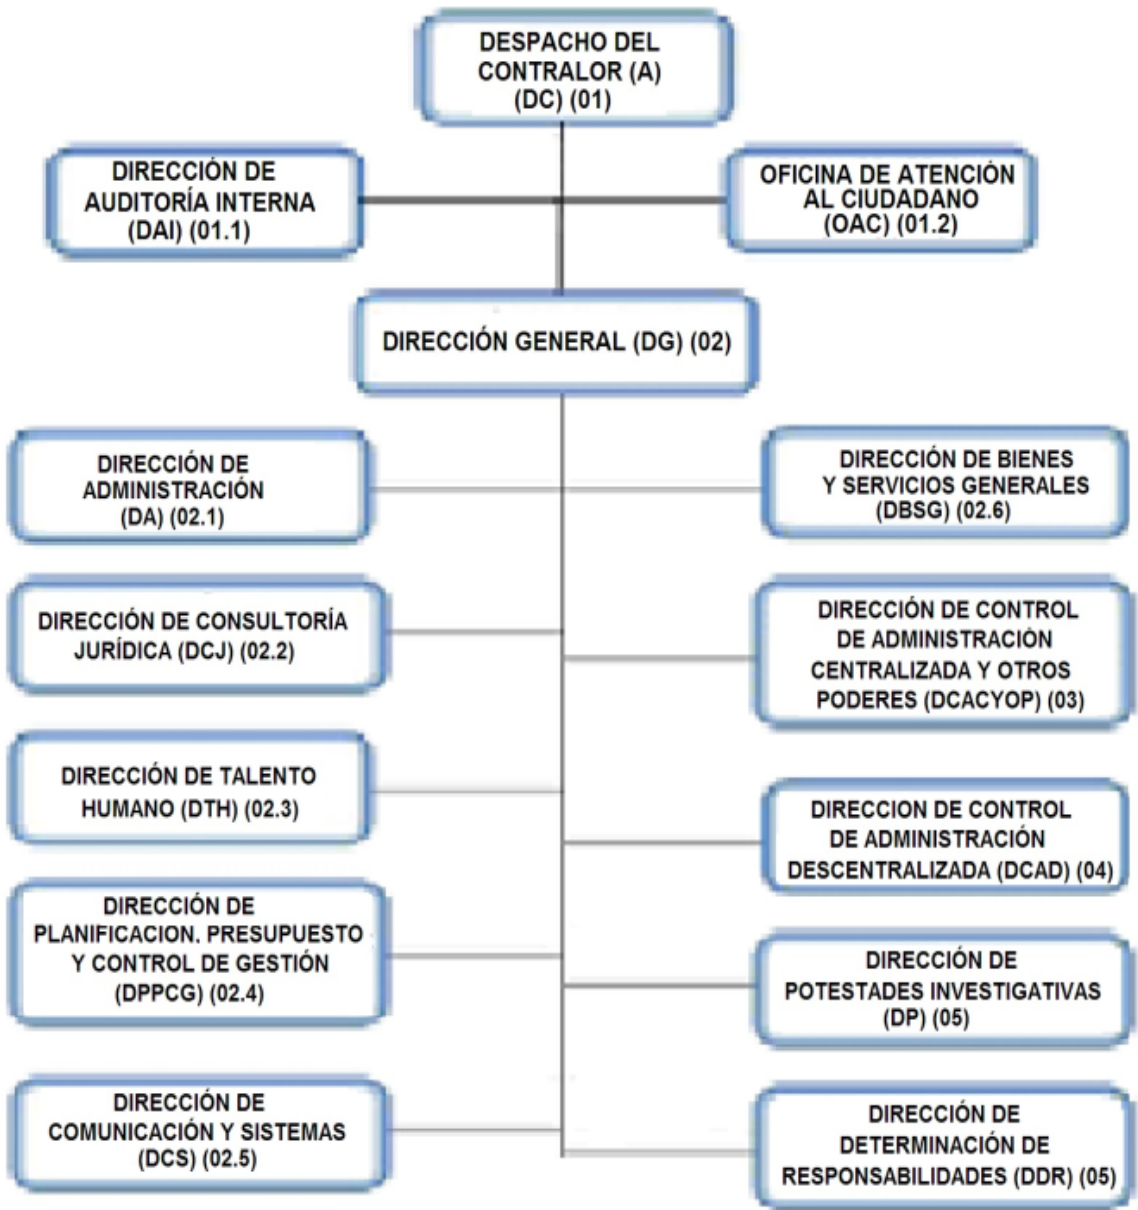 DESPACHO DEL
CONTRALOR (A)
(DC) (01)
DIRECCIÓN DE
AUDITORÍA INTERNA
(DAI) (01.1)
OFICINA DE ATENCIÓN
AL CIUDADANO
(OAC) (01.2)
DIRECCIÓN GENERAL (DG) (02)
DIRECCIÓN DE
ADMINISTRACIÓN
(DA) (02.1)
DIRECCIÓN DE BIENES
Y SERVICIOS GENERALES
(DBSG) (02.6)
DIRECCIÓN DE CONSULTORÍA
JURÍDICA (DCJ) (02.2)
DIRECCIÓN DE CONTROL
DE ADMINISTRACIÓN
CENTRALIZADA Y OTROS
PODERES (DCACYOP) (03)
DIRECCIÓN DE TALENTO
HUMANO (DTH) (02.3)
DIRECCION DE CONTROL
DE ADMINISTRACIÓN
DESCENTRALIZADA (DCAD) (04)
DIRECCIÓN DE
PLANIFICACION. PRESUPUESTO
Y CONTROL DE GESTIÓN
(DPPCG) (02.4)
DIRECCIÓN DE
POTESTADES INVESTIGATIVAS
(DP) (05)
DIRECCIÓN DE
COMUNICACIÓN Y SISTEMAS
(DCS) (02.5)
DIRECCIÓN DE
DETERMINACIÓN DE
RESPONSABILIDADES (DDR) (05)